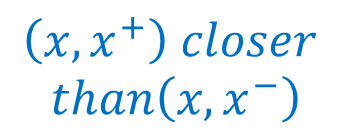 (x, x⁺) closer
than(x, x⁻)